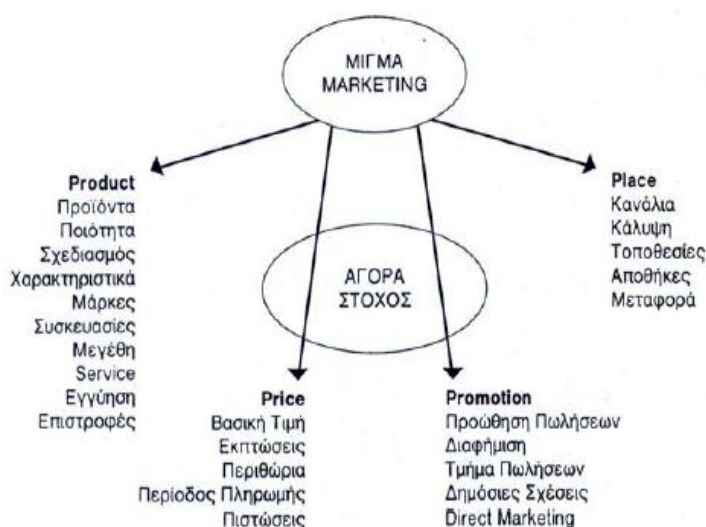 ΜΙΓΜΑ
MARKETING
Product
Προϊόντα
Ποιότητα
Σχεδιασμός
Χαρακτηριστικά
Μάρκες
Συσκευασίες
Μεγέθη
Service
Εγγύηση
Επιστροφές
ΑΓΟΡΑ
ΣΤΟΧΟΣ
Place
Κανάλια
Κάλυψη
Τοποθεσίες
Αποθήκες
Μεταφορά
Price
Βασική Τιμή
Εκπτώσεις
Περιθώρια
Περίοδος Πληρωμής
Πιστώσεις
Promotion
Προώθηση Πωλήσεων
Διαφήμιση
Τμήμα Πωλήσεων
Δημόσιες Σχέσεις
Direct Marketing